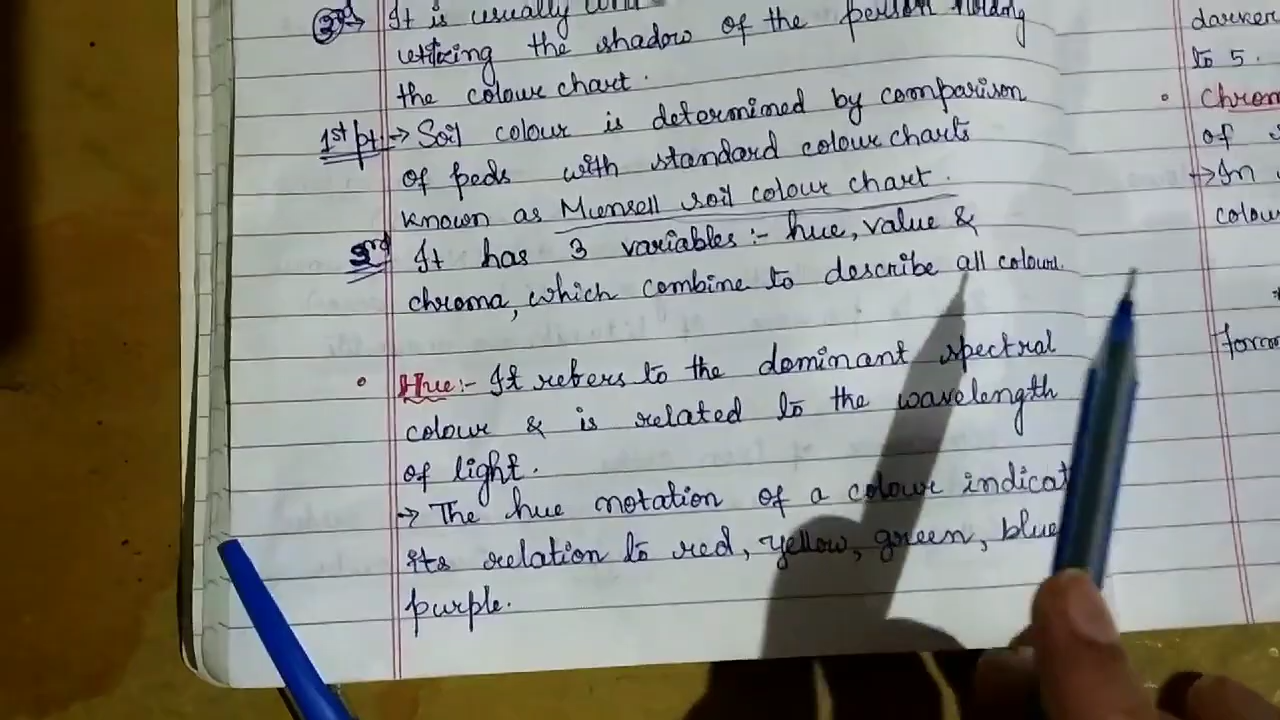 2nd It is usually
utilizing the shadow of the person holding
the colour chart.
1st pt. → Soil colour is determined by comparison
of peds with standard colour charts
known as Munsell soil colour chart.
3rd It has 3 variables :- hue, value &
chroma, which combine to describe all colours.
• Hue :- It refers to the dominant spectral
colour & is related to the wavelength
of light.
→ The hue notation of a colour indicat
its relation to red, yellow, green, blue
purple.
darker
to 5.
• Chrom
of
→ In
colou
*
form